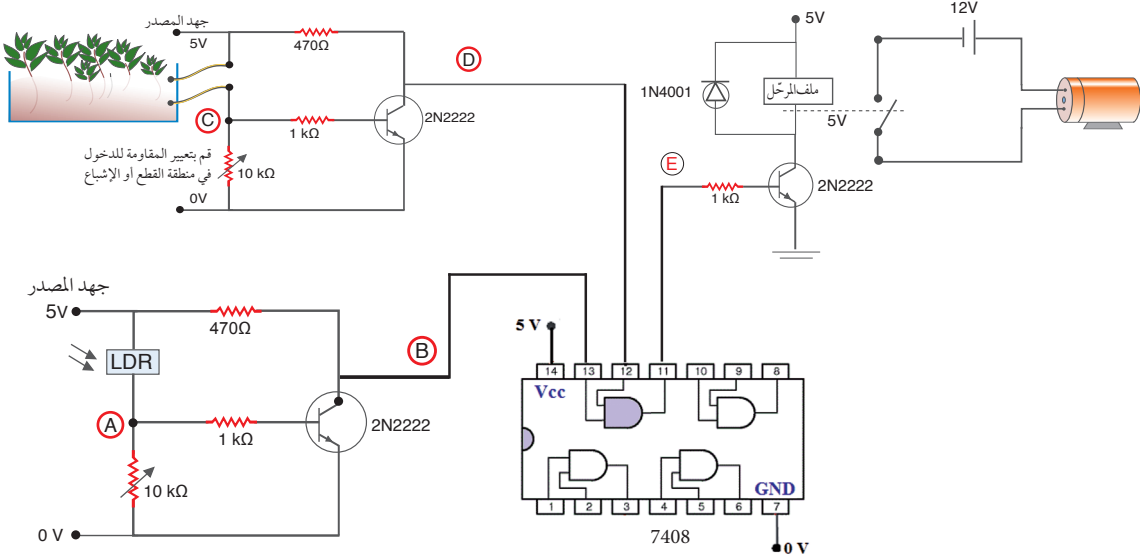 جهد المصدر
5V
470Ω
D
C
1 kΩ
2N2222
قم بتعيير المقاومة للدخول
في منطقة القطع أو الإشباع
10 kΩ
0V
5V
1N4001
ملف المرحّل
5V
12V
E
1 kΩ
2N2222
جهد المصدر
5V
470Ω
LDR
B
A
1 kΩ
2N2222
10 kΩ
0 V
5 V
14 13 12 11 10 9 8
Vcc
GND
1 2 3 4 5 6 7
7408
0 V